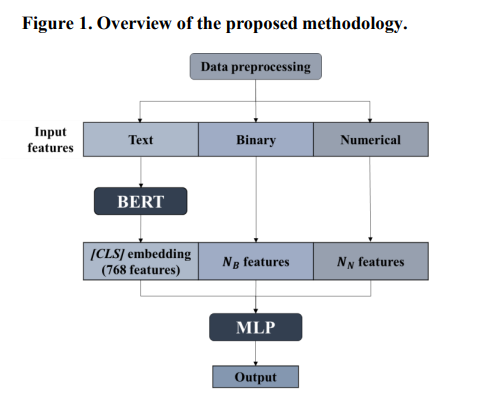 Figure 1. Overview of the proposed methodology.
Data preprocessing
Input
features
Text
Binary
Numerical
BERT
[CLS] embedding
(768 features)
N_B features
N_N features
MLP
Output